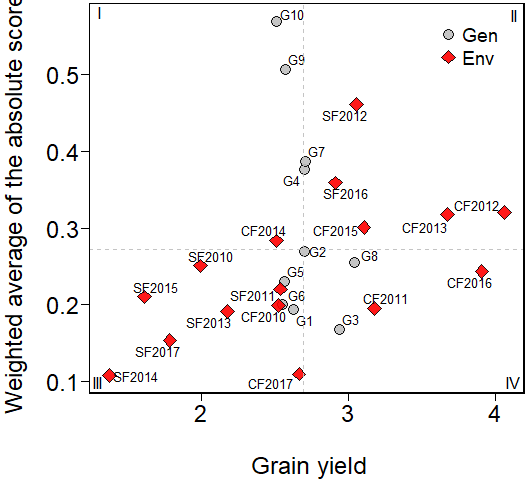 I
II
G10
Gen
Env
G9
0.5
SF2012
0.4
G7
G4
SF2016
CF2012
CF2013
0.3
CF2014
CF2015
G2
G8
SF2010
CF2016
G5
SF2015
SF2011
G6
CF2011
0.2
SF2013
CF2010
G1
G3
SF2017
0.1
III
SF2014
CF2017
IV
2
3
4
Grain yield
Weighted average of the absolute score